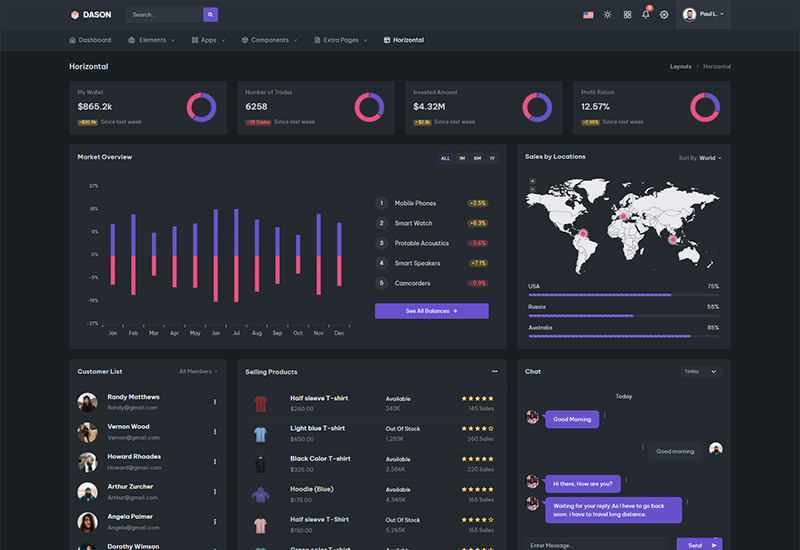 DASON
Search...
8
Paul L.
Dashboard Elements Apps Components Extra Pages Horizontal
Horizontal
Layouts > Horizontal
My Wallet
$865.2k
+$20.9k Since last week
Number of Trades
6258
-29 Trades Since last week
Invested Amount
$4.32M
+ $2.8k Since last week
Profit Ration
12.57%
+2.95% Since last week
Market Overview
ALL 1M 6M 1Y
27%
18%
9%
0%
-9%
-18%
-27%
Jan Feb Mar Apr May Jun Jul Aug Sep Oct Nov Dec
1 Mobile Phones +2.5%
2 Smart Watch +8.3%
3 Protable Acoustics -3.6%
4 Smart Speakers +7.1%
5 Camcorders -0.9%
See All Balances →
Sales by Locations
Sort By World
+
−
USA 75%
Russia 55%
Australia 85%
Customer List
All Members
Randy Matthews
Randy@gmail.com
Vernon Wood
Vernon@gmail.com
Howard Rhoades
Howard@gmail.com
Arthur Zurcher
Arthur@gmail.com
Angela Palmer
Angela@gmail.com
Dorothy Wimson
Selling Products
Half sleeve T-shirt Available
$240.00 243K 145 Sales
Light blue T-shirt Out Of Stock
$650.00 1,253K 260 Sales
Black Color T-shirt Available
$325.00 2,586K 220 Sales
Hoodie (Blue) Available
$170.00 4,565K 165 Sales
Half sleeve T-Shirt Out Of Stock
$150.00 5,265K 165 Sales
Green color T-shirt Available
Chat
Today
Today
Good Morning
Good morning
Hi there, How are you?
Waiting for your reply.As I have to go back
soon. i have to travel long distance.
Enter Message...
Send